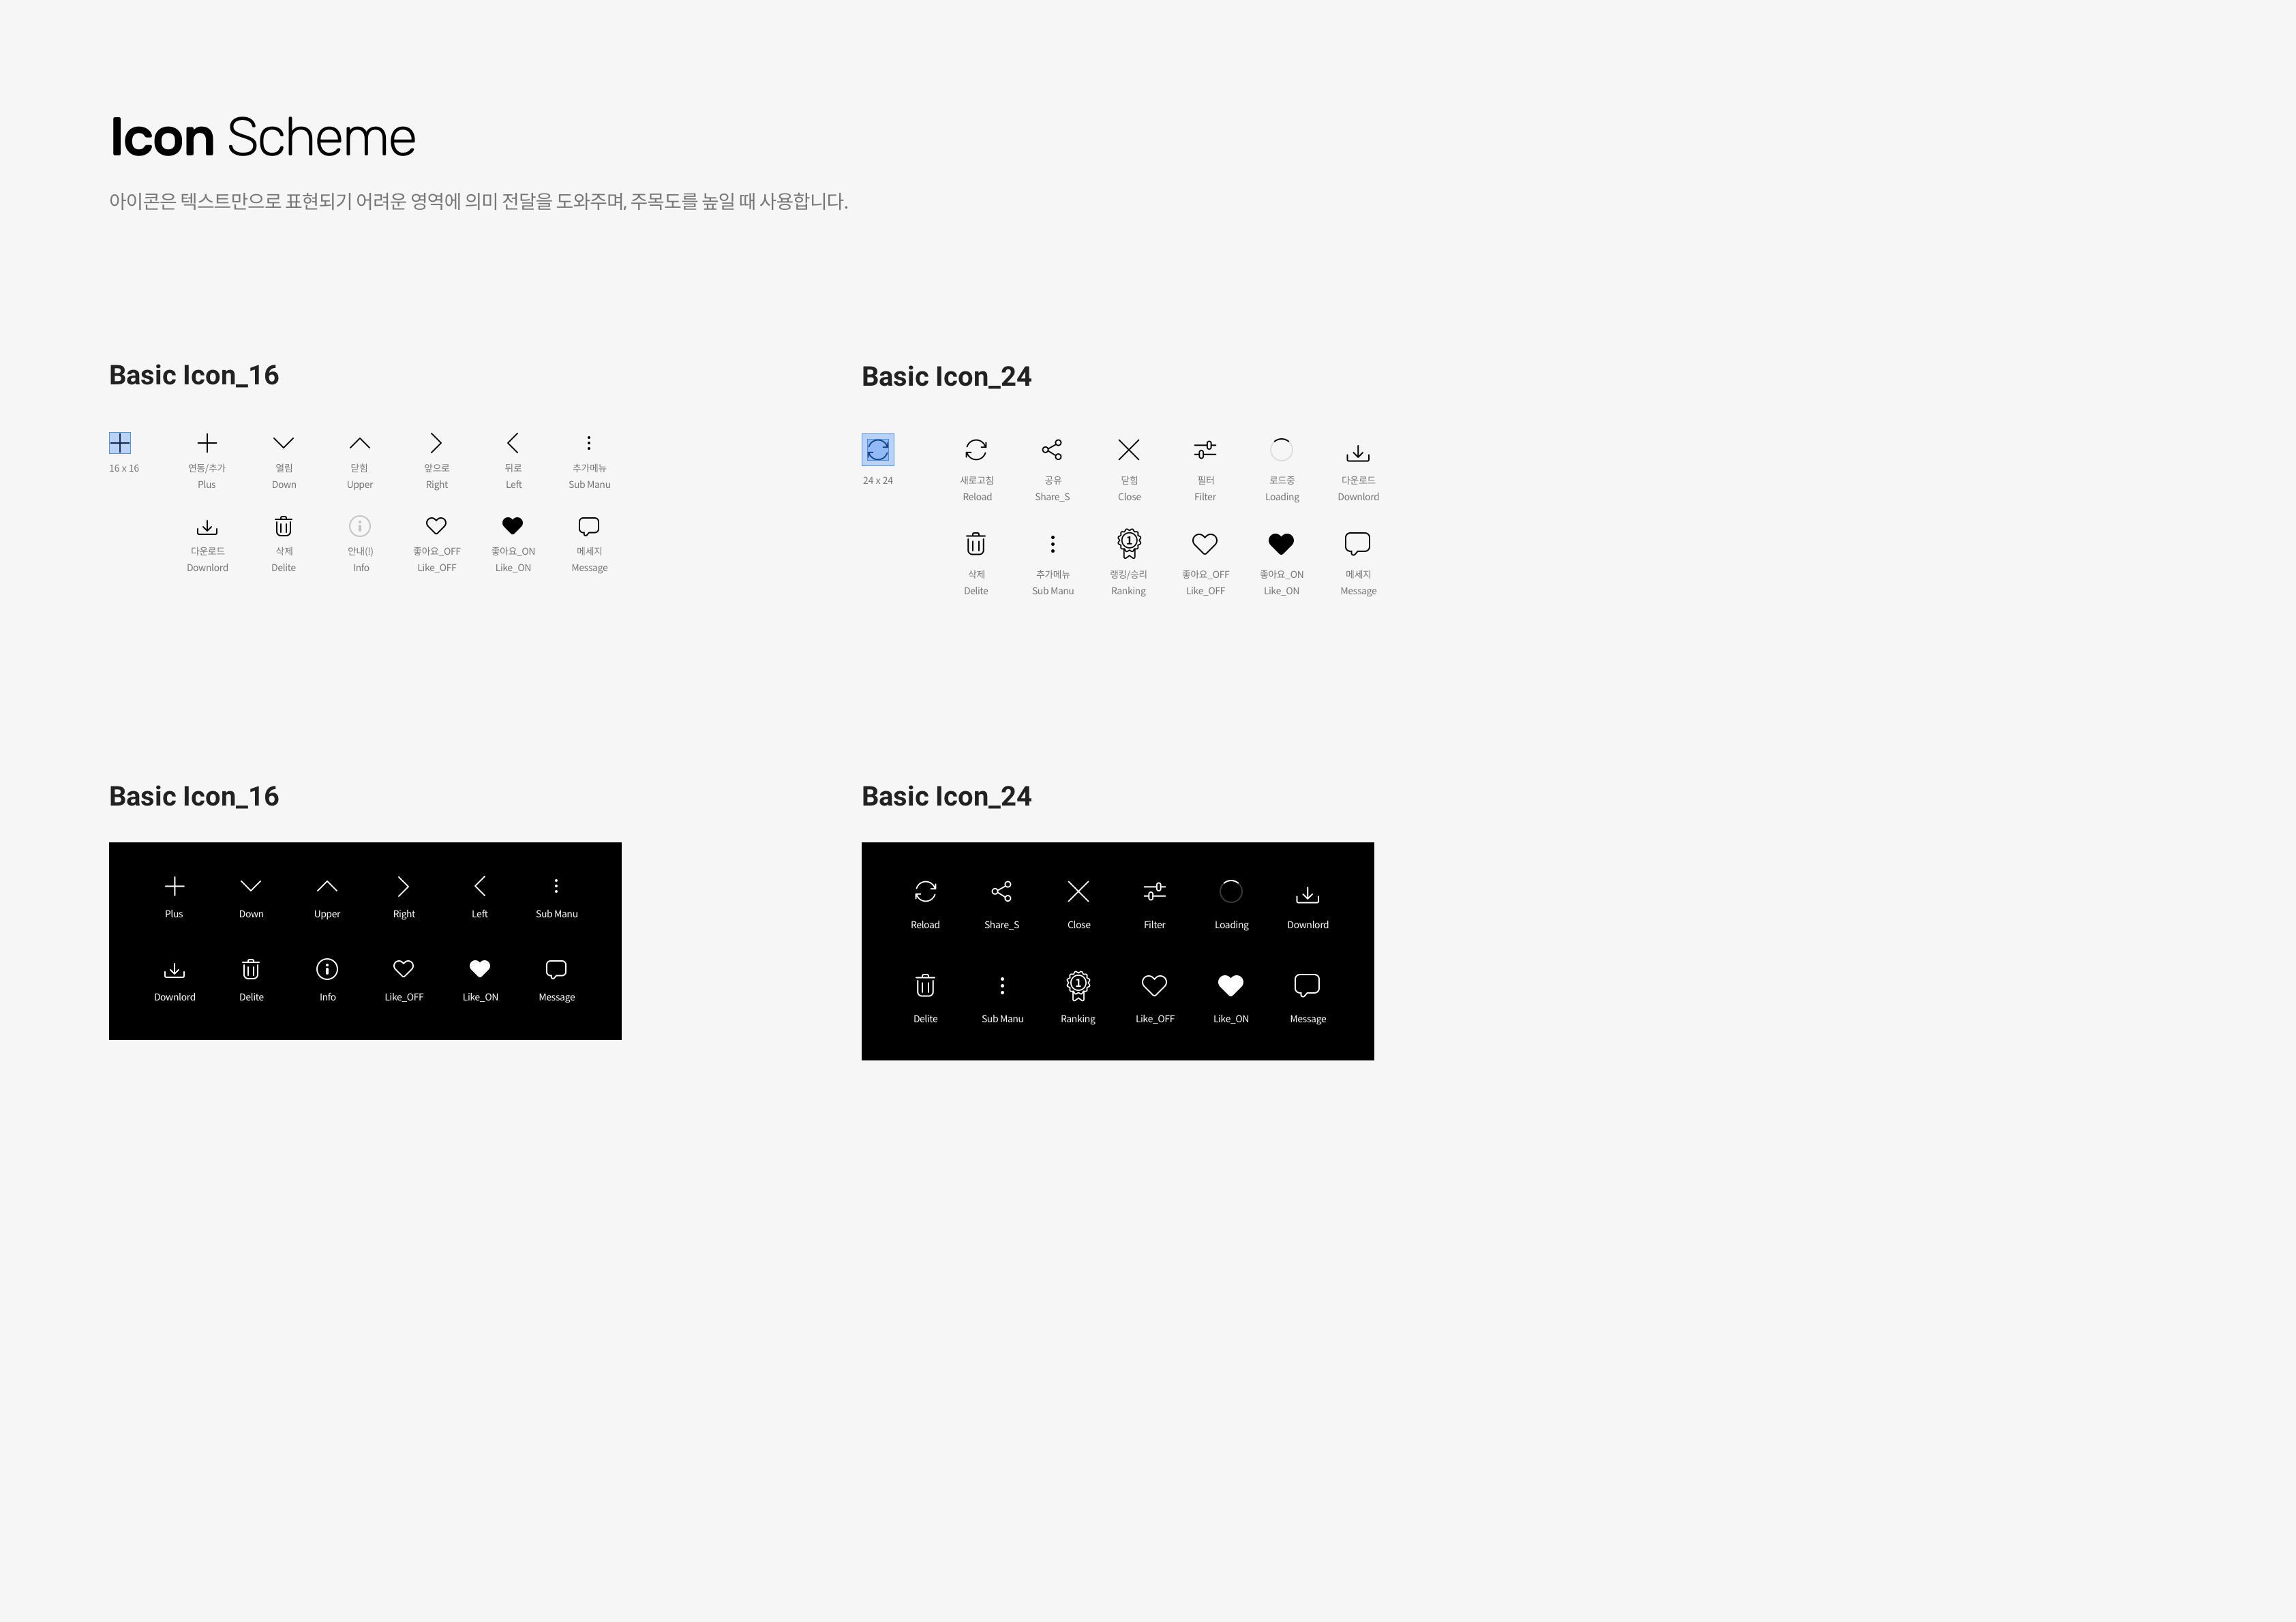 Icon Scheme
아이콘은 텍스트만으로 표현되기 어려운 영역에 의미 전달을 도와주며, 주목도를 높일 때 사용합니다.
Basic Icon_16
16 x 16
연동/추가 열림 닫힘 앞으로 뒤로 추가메뉴
Plus Down Upper Right Left Sub Manu
다운로드 삭제 안내(!) 좋아요_OFF 좋아요_ON 메세지
Downlord Delite Info Like_OFF Like_ON Message
Basic Icon_24
24 x 24
새로고침 공유 닫힘 필터 로드중 다운로드
Reload Share_S Close Filter Loading Downlord
1
삭제 추가메뉴 랭킹/승리 좋아요_OFF 좋아요_ON 메세지
Delite Sub Manu Ranking Like_OFF Like_ON Message
Basic Icon_16
Plus Down Upper Right Left Sub Manu
Downlord Delite Info Like_OFF Like_ON Message
Basic Icon_24
Reload Share_S Close Filter Loading Downlord
1
Delite Sub Manu Ranking Like_OFF Like_ON Message